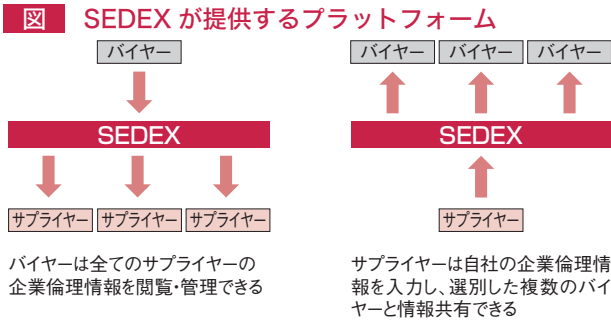 図 SEDEX が提供するプラットフォーム
バイヤー
SEDEX
サプライヤー サプライヤー サプライヤー
バイヤーは全てのサプライヤーの
企業倫理情報を閲覧・管理できる
バイヤー バイヤー バイヤー
SEDEX
サプライヤー
サプライヤーは自社の企業倫理情
報を入力し、選別した複数のバイ
ヤーと情報共有できる